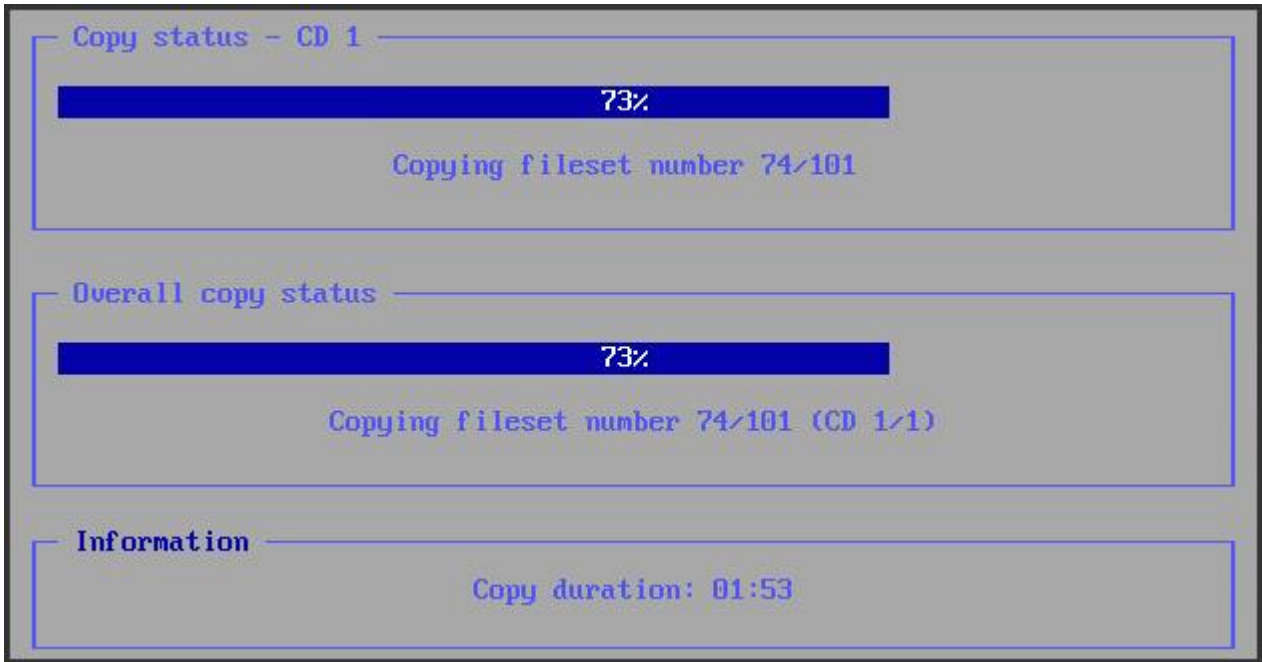 Copy status - CD 1
73%
Copying fileset number 74/101
Overall copy status
73%
Copying fileset number 74/101 (CD 1/1)
Information
Copy duration: 01:53